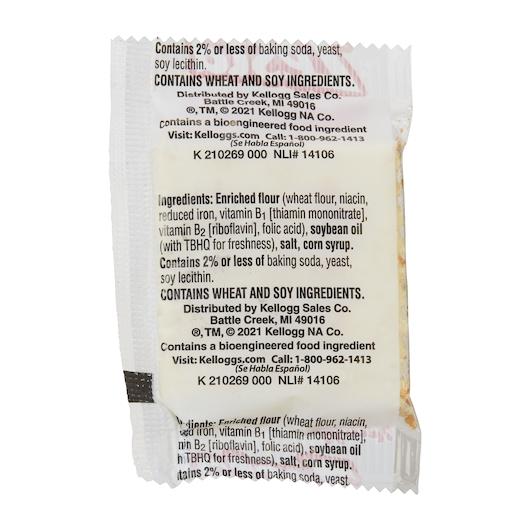 Contains 2% or less of baking soda, yeast,
soy lecithin.
CONTAINS WHEAT AND SOY INGREDIENTS.
Distributed by Kellogg Sales Co.
Battle Creek, MI 49016
®, TM, © 2021 Kellogg NA Co.
Contains a bioengineered food ingredient
Visit: Kelloggs.com Call: 1-800-962-1413
(Se Habla Español)
K 210269 000 NLI# 14106
Ingredients: Enriched flour (wheat flour, niacin,
reduced iron, vitamin B1 [thiamin mononitrate],
vitamin B2 [riboflavin], folic acid), soybean oil
(with TBHQ for freshness), salt, corn syrup.
Contains 2% or less of baking soda, yeast,
soy lecithin.
CONTAINS WHEAT AND SOY INGREDIENTS.
Distributed by Kellogg Sales Co.
Battle Creek, MI 49016
®, TM, © 2021 Kellogg NA Co.
Contains a bioengineered food ingredient
Visit: Kelloggs.com Call: 1-800-962-1413
(Se Habla Español)
K 210269 000 NLI# 14106
dients: Enriched flour (wheat flour, niacin,
ed iron, vitamin B1 [thiamin mononitrate],
min B2 [riboflavin], folic acid), soybean oil
TBHQ for freshness), salt, corn syrup.
tains 2% or less of baking soda, yeast